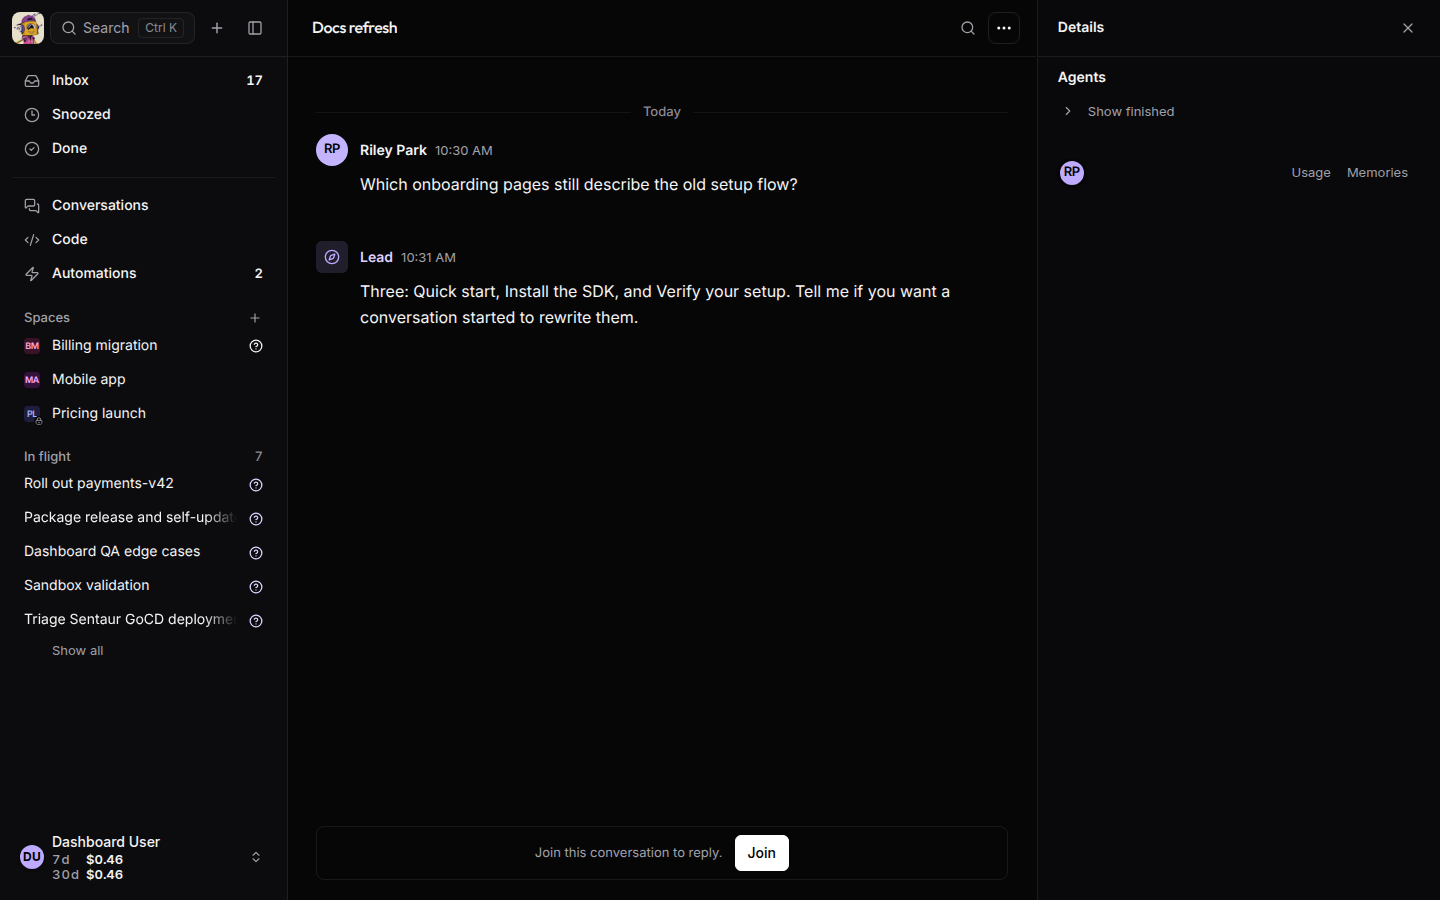 Search Ctrl K
Inbox 17
Snoozed
Done
Conversations
Code
Automations 2
Spaces
BM Billing migration
MA Mobile app
PL Pricing launch
In flight 7
Roll out payments-v42
Package release and self-updat
Dashboard QA edge cases
Sandbox validation
Triage Sentaur GoCD deployme
Show all
DU Dashboard User
7d $0.46
30d $0.46
Docs refresh
Today
RP Riley Park 10:30 AM
Which onboarding pages still describe the old setup flow?
Lead 10:31 AM
Three: Quick start, Install the SDK, and Verify your setup. Tell me if you want a
conversation started to rewrite them.
Join this conversation to reply. Join
Details
Agents
Show finished
RP Usage Memories